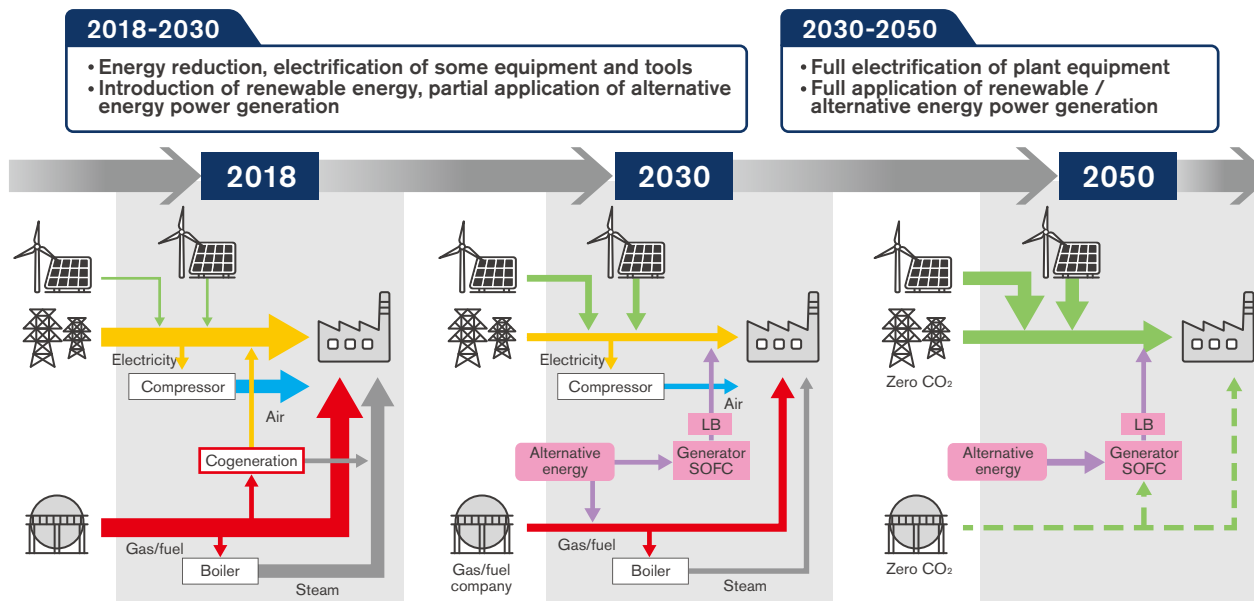 2018-2030
• Energy reduction, electrification of some equipment and tools
• Introduction of renewable energy, partial application of alternative
energy power generation
2030-2050
• Full electrification of plant equipment
• Full application of renewable /
alternative energy power generation
2018
2030
2050
Electricity
Compressor
Air
Cogeneration
Gas/fuel
Boiler
Steam
Electricity
Compressor
Air
LB
Alternative
energy
Generator
SOFC
Gas/fuel
Gas/fuel
company
Boiler
Steam
Zero CO₂
LB
Alternative
energy
Generator
SOFC
Zero CO₂